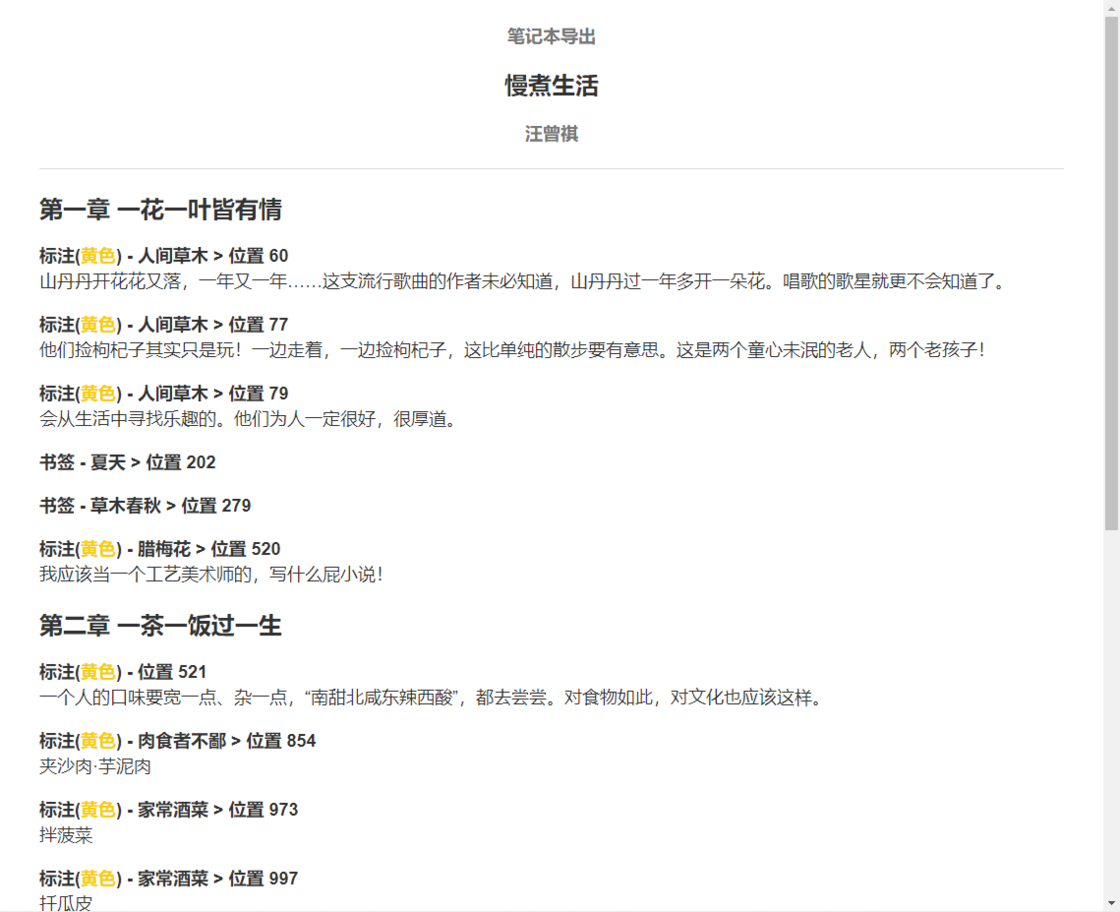 笔记本导出
慢煮生活
汪曾祺
第一章 一花一叶皆有情
标注(黄色) - 人间草木 > 位置 60
山丹丹开花花又落，一年又一年……这支流行歌曲的作者未必知道，山丹丹过一年多开一朵花。唱歌的歌星就更不会知道了。
标注(黄色) - 人间草木 > 位置 77
他们捡枸杞子其实只是玩！一边走着，一边捡枸杞子，这比单纯的散步要有意思。这是两个童心未泯的老人，两个老孩子！
标注(黄色) - 人间草木 > 位置 79
会从生活中寻找乐趣的。他们为人一定很好，很厚道。
书签 - 夏天 > 位置 202
书签 - 草木春秋 > 位置 279
标注(黄色) - 腊梅花 > 位置 520
我应该当一个工艺美术师的，写什么屁小说！
第二章 一茶一饭过一生
标注(黄色) - 位置 521
一个人的口味要宽一点、杂一点，“南甜北咸东辣西酸”，都去尝尝。对食物如此，对文化也应该这样。
标注(黄色) - 肉食者不鄙 > 位置 854
夹沙肉·芋泥肉
标注(黄色) - 家常酒菜 > 位置 973
拌菠菜
标注(黄色) - 家常酒菜 > 位置 997
扦瓜皮